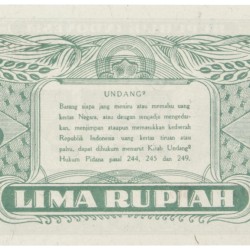 UNDANG²
Barang siapa jang meniru atau memalsu uang
kertas Negara, atau dengan sengadja mengedar-
kan, menjimpan ataupun memasukkan kedaerah
Republik Indonesia uang kertas tiruan atau uang
palsu, dapat dihukum menurut Kitab Undang²
Hukum Pidana pasal 244, 245 dan 249.
LIMA RUPIAH